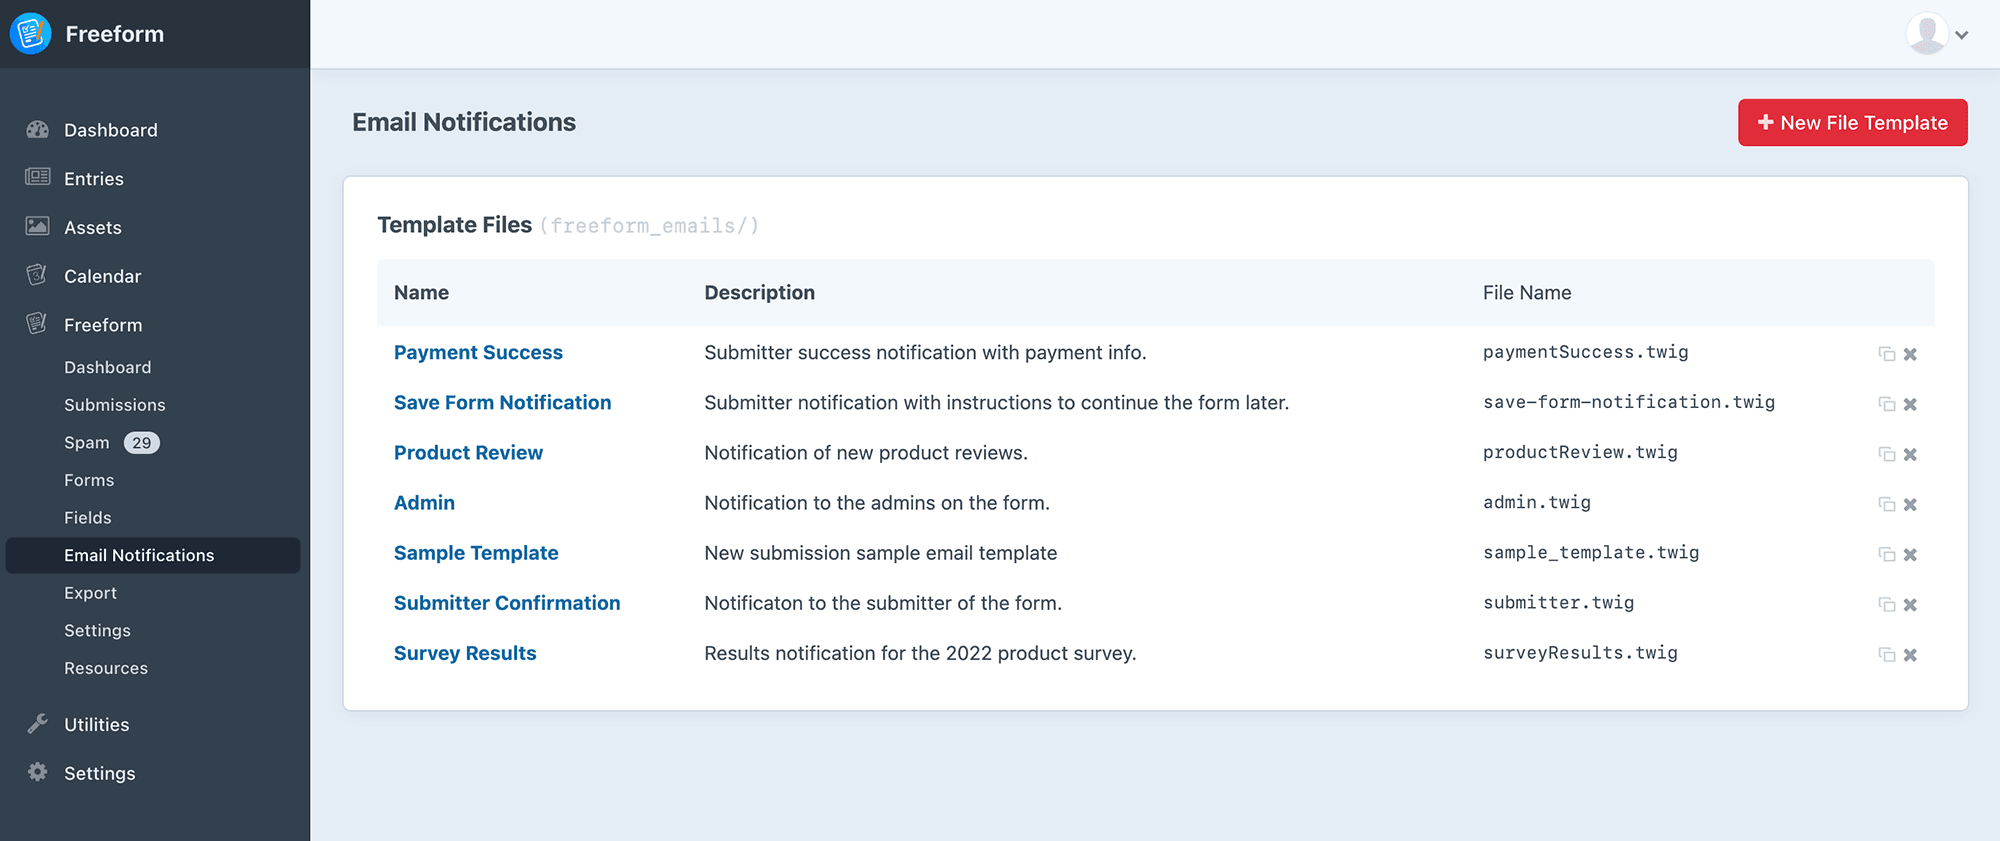 Freeform
Dashboard
Entries
Assets
Calendar
Freeform
Dashboard
Submissions
Spam 29
Forms
Fields
Email Notifications
Export
Settings
Resources
Utilities
Settings
Email Notifications
+ New File Template
Template Files (freeform_emails/)
Name Description File Name
Payment Success Submitter success notification with payment info. paymentSuccess.twig
Save Form Notification Submitter notification with instructions to continue the form later. save-form-notification.twig
Product Review Notification of new product reviews. productReview.twig
Admin Notification to the admins on the form. admin.twig
Sample Template New submission sample email template sample_template.twig
Submitter Confirmation Notificaton to the submitter of the form. submitter.twig
Survey Results Results notification for the 2022 product survey. surveyResults.twig